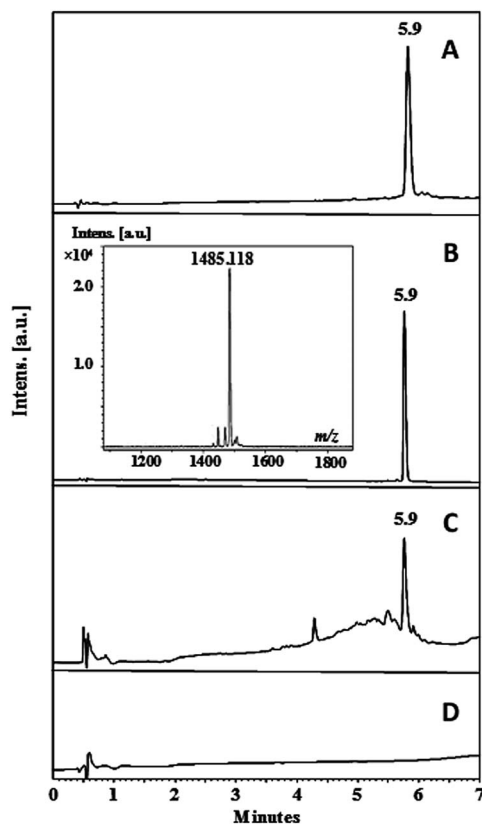 5.9
A
Intens. [a.u.]
×10⁴
1485.118
2.0
1.0
m/z
1200 1400 1600 1800
B
5.9
Intens. [a.u.]
5.9
C
D
0 1 2 3 4 5 6 7
Minutes